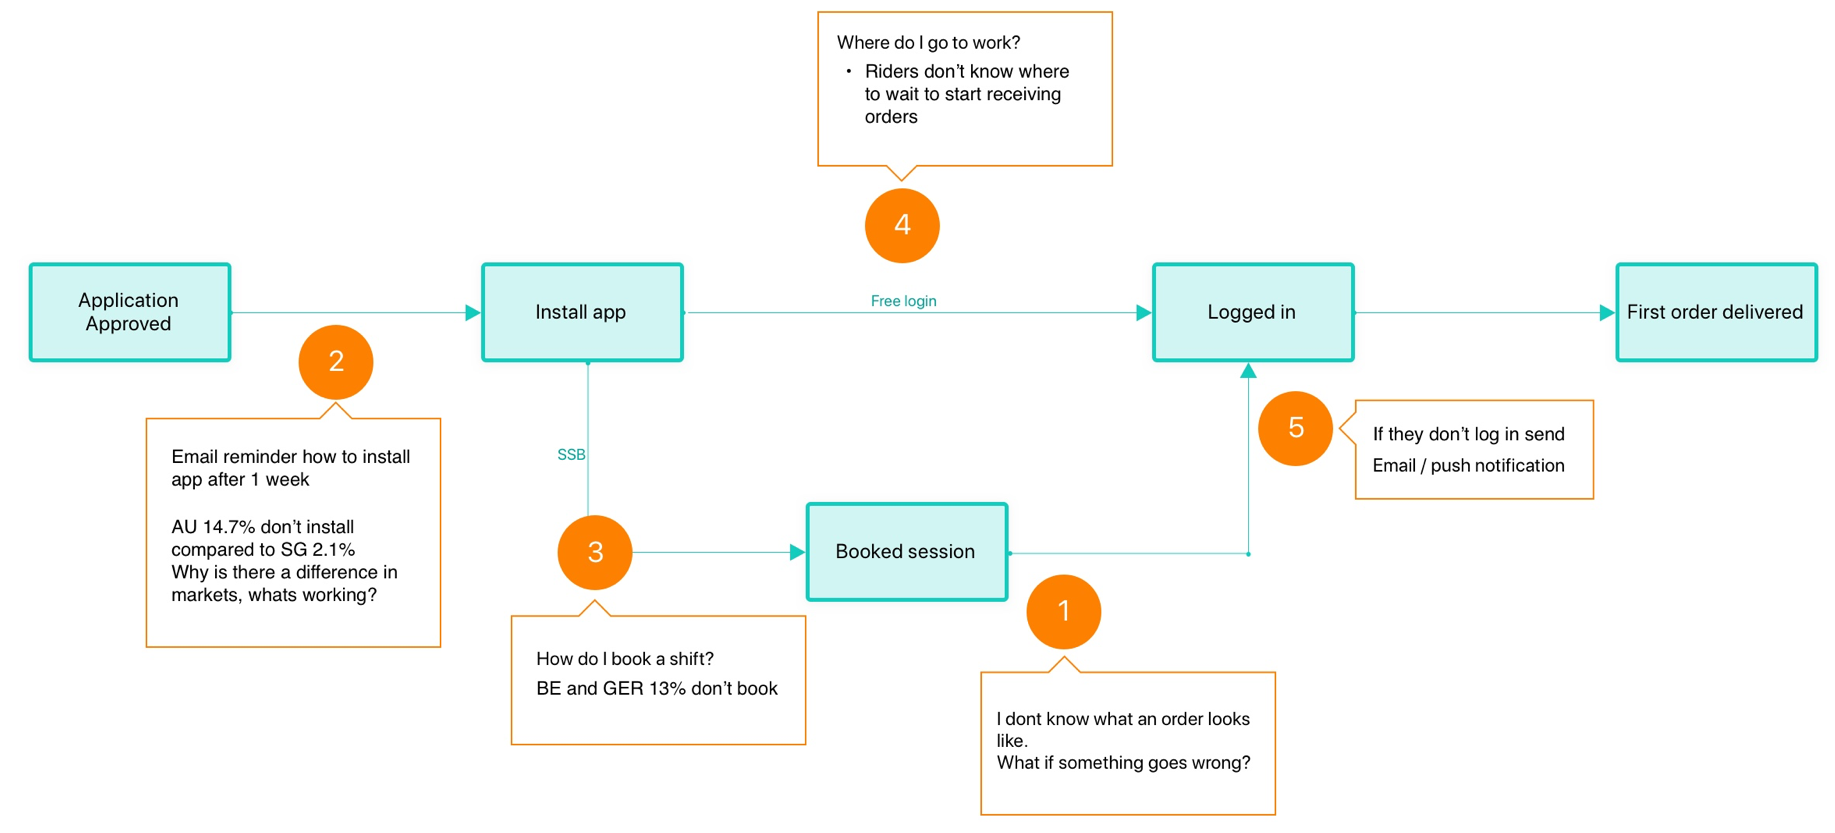 Where do I go to work?
• Riders don't know where
to wait to start receiving
orders
4
Application
Approved
Install app
Free login
Logged in
First order delivered
2
Email reminder how to install
app after 1 week
AU 14.7% don't install
compared to SG 2.1%
Why is there a difference in
markets, whats working?
SSB
5
If they don't log in send
Email / push notification
3
Booked session
How do I book a shift?
BE and GER 13% don't book
1
I dont know what an order looks
like.
What if something goes wrong?